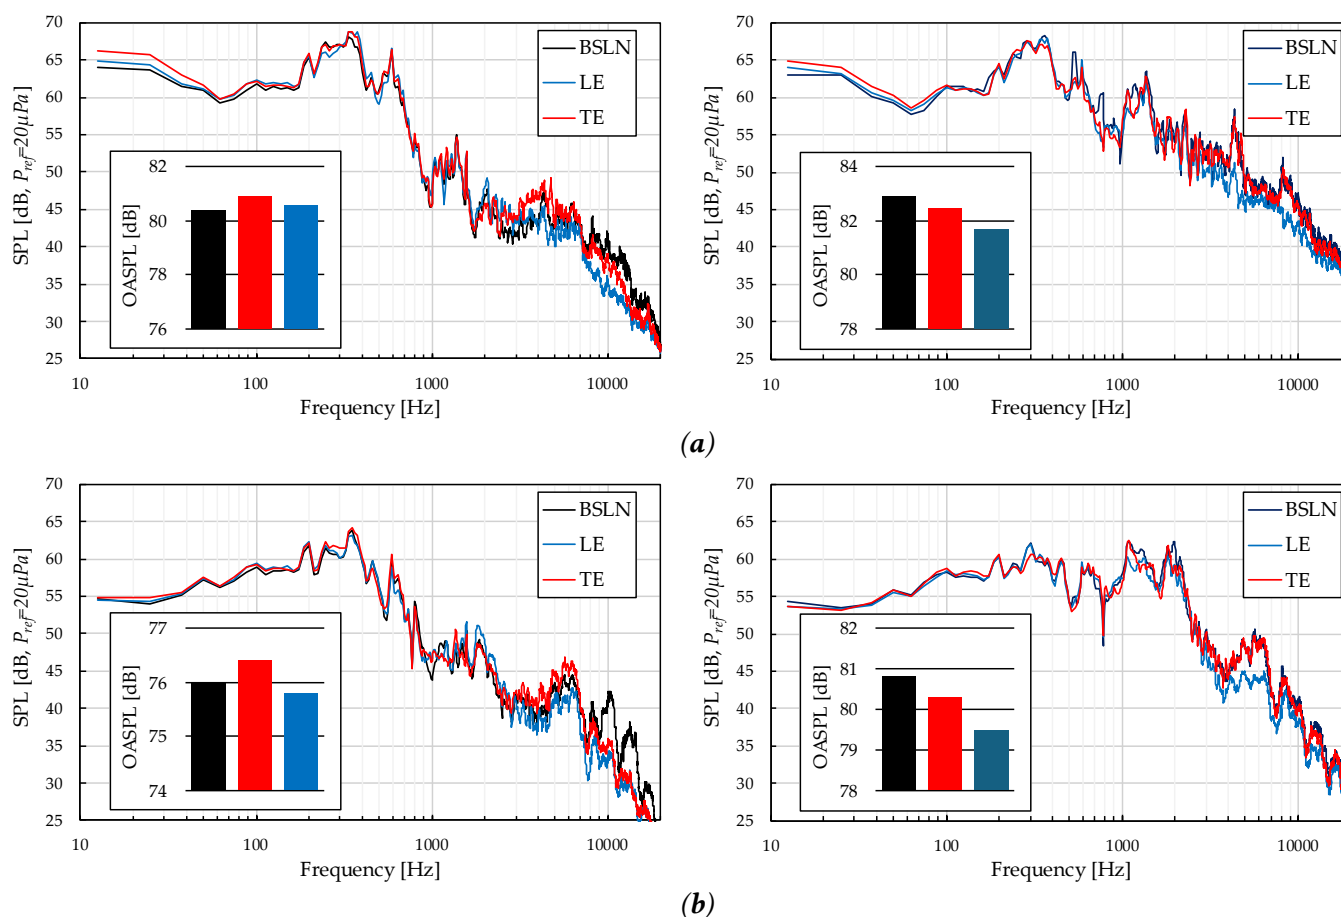 70
65
60
55
50
45
40
35
30
25
SPL [dB, P_ref=20μPa]
BSLN
LE
TE
82
80
78
76
OASPL [dB]
10 100 1000 10000
Frequency [Hz]
70
65
60
55
50
45
40
35
30
25
SPL [dB, P_ref=20μPa]
BSLN
LE
TE
84
82
80
78
OASPL [dB]
10 100 1000 10000
Frequency [Hz]
(a)
70
65
60
55
50
45
40
35
30
25
SPL [dB, P_ref=20μPa]
BSLN
LE
TE
77
76
75
74
OASPL [dB]
10 100 1000 10000
Frequency [Hz]
70
65
60
55
50
45
40
35
30
25
SPL [dB, P_ref=20μPa]
BSLN
LE
TE
82
81
80
79
78
OASPL [dB]
10 100 1000 10000
Frequency [Hz]
(b)